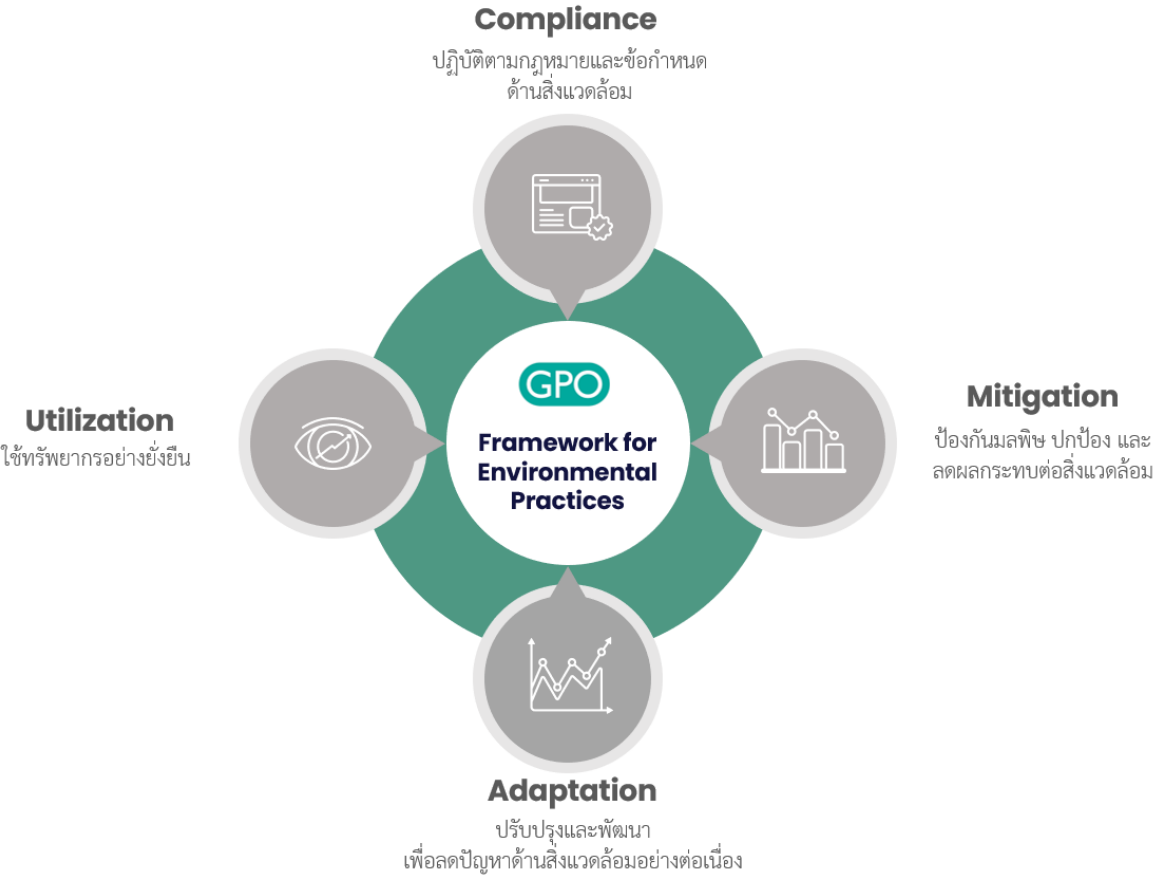 Compliance
ปฏิบัติตามกฎหมายและข้อกำหนด
ด้านสิ่งแวดล้อม
GPO
Framework for
Environmental
Practices
Utilization
ใช้ทรัพยากรอย่างยั่งยืน
Mitigation
ป้องกันมลพิษ ปกป้อง และ
ลดผลกระทบต่อสิ่งแวดล้อม
Adaptation
ปรับปรุงและพัฒนา
เพื่อลดปัญหาด้านสิ่งแวดล้อมอย่างต่อเนื่อง